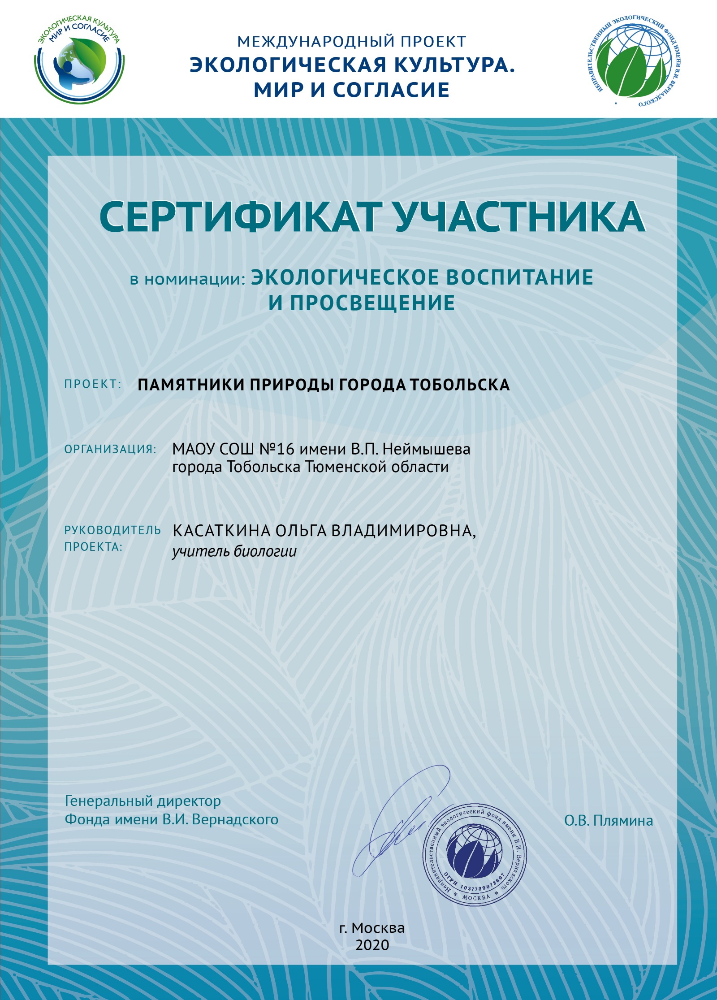 ЭКОЛОГИЧЕСКАЯ КУЛЬТУРА
МИР И СОГЛАСИЕ
МЕЖДУНАРОДНЫЙ ПРОЕКТ
ЭКОЛОГИЧЕСКАЯ КУЛЬТУРА.
МИР И СОГЛАСИЕ
НЕПРАВИТЕЛЬСТВЕННЫЙ ЭКОЛОГИЧЕСКИЙ ФОНД ИМЕНИ В.И. ВЕРНАДСКОГО
СЕРТИФИКАТ УЧАСТНИКА
в номинации: ЭКОЛОГИЧЕСКОЕ ВОСПИТАНИЕ
И ПРОСВЕЩЕНИЕ
ПРОЕКТ: ПАМЯТНИКИ ПРИРОДЫ ГОРОДА ТОБОЛЬСКА
ОРГАНИЗАЦИЯ: МАОУ СОШ №16 имени В.П. Неймышева
города Тобольска Тюменской области
РУКОВОДИТЕЛЬ КАСАТКИНА ОЛЬГА ВЛАДИМИРОВНА,
ПРОЕКТА: учитель биологии
Генеральный директор
Фонда имени В.И. Вернадского
О.В. Плямина
Неправительственный экологический фонд имени В.И. Вернадского
ОГРН 1037739078607
* МОСКВА *
г. Москва
2020